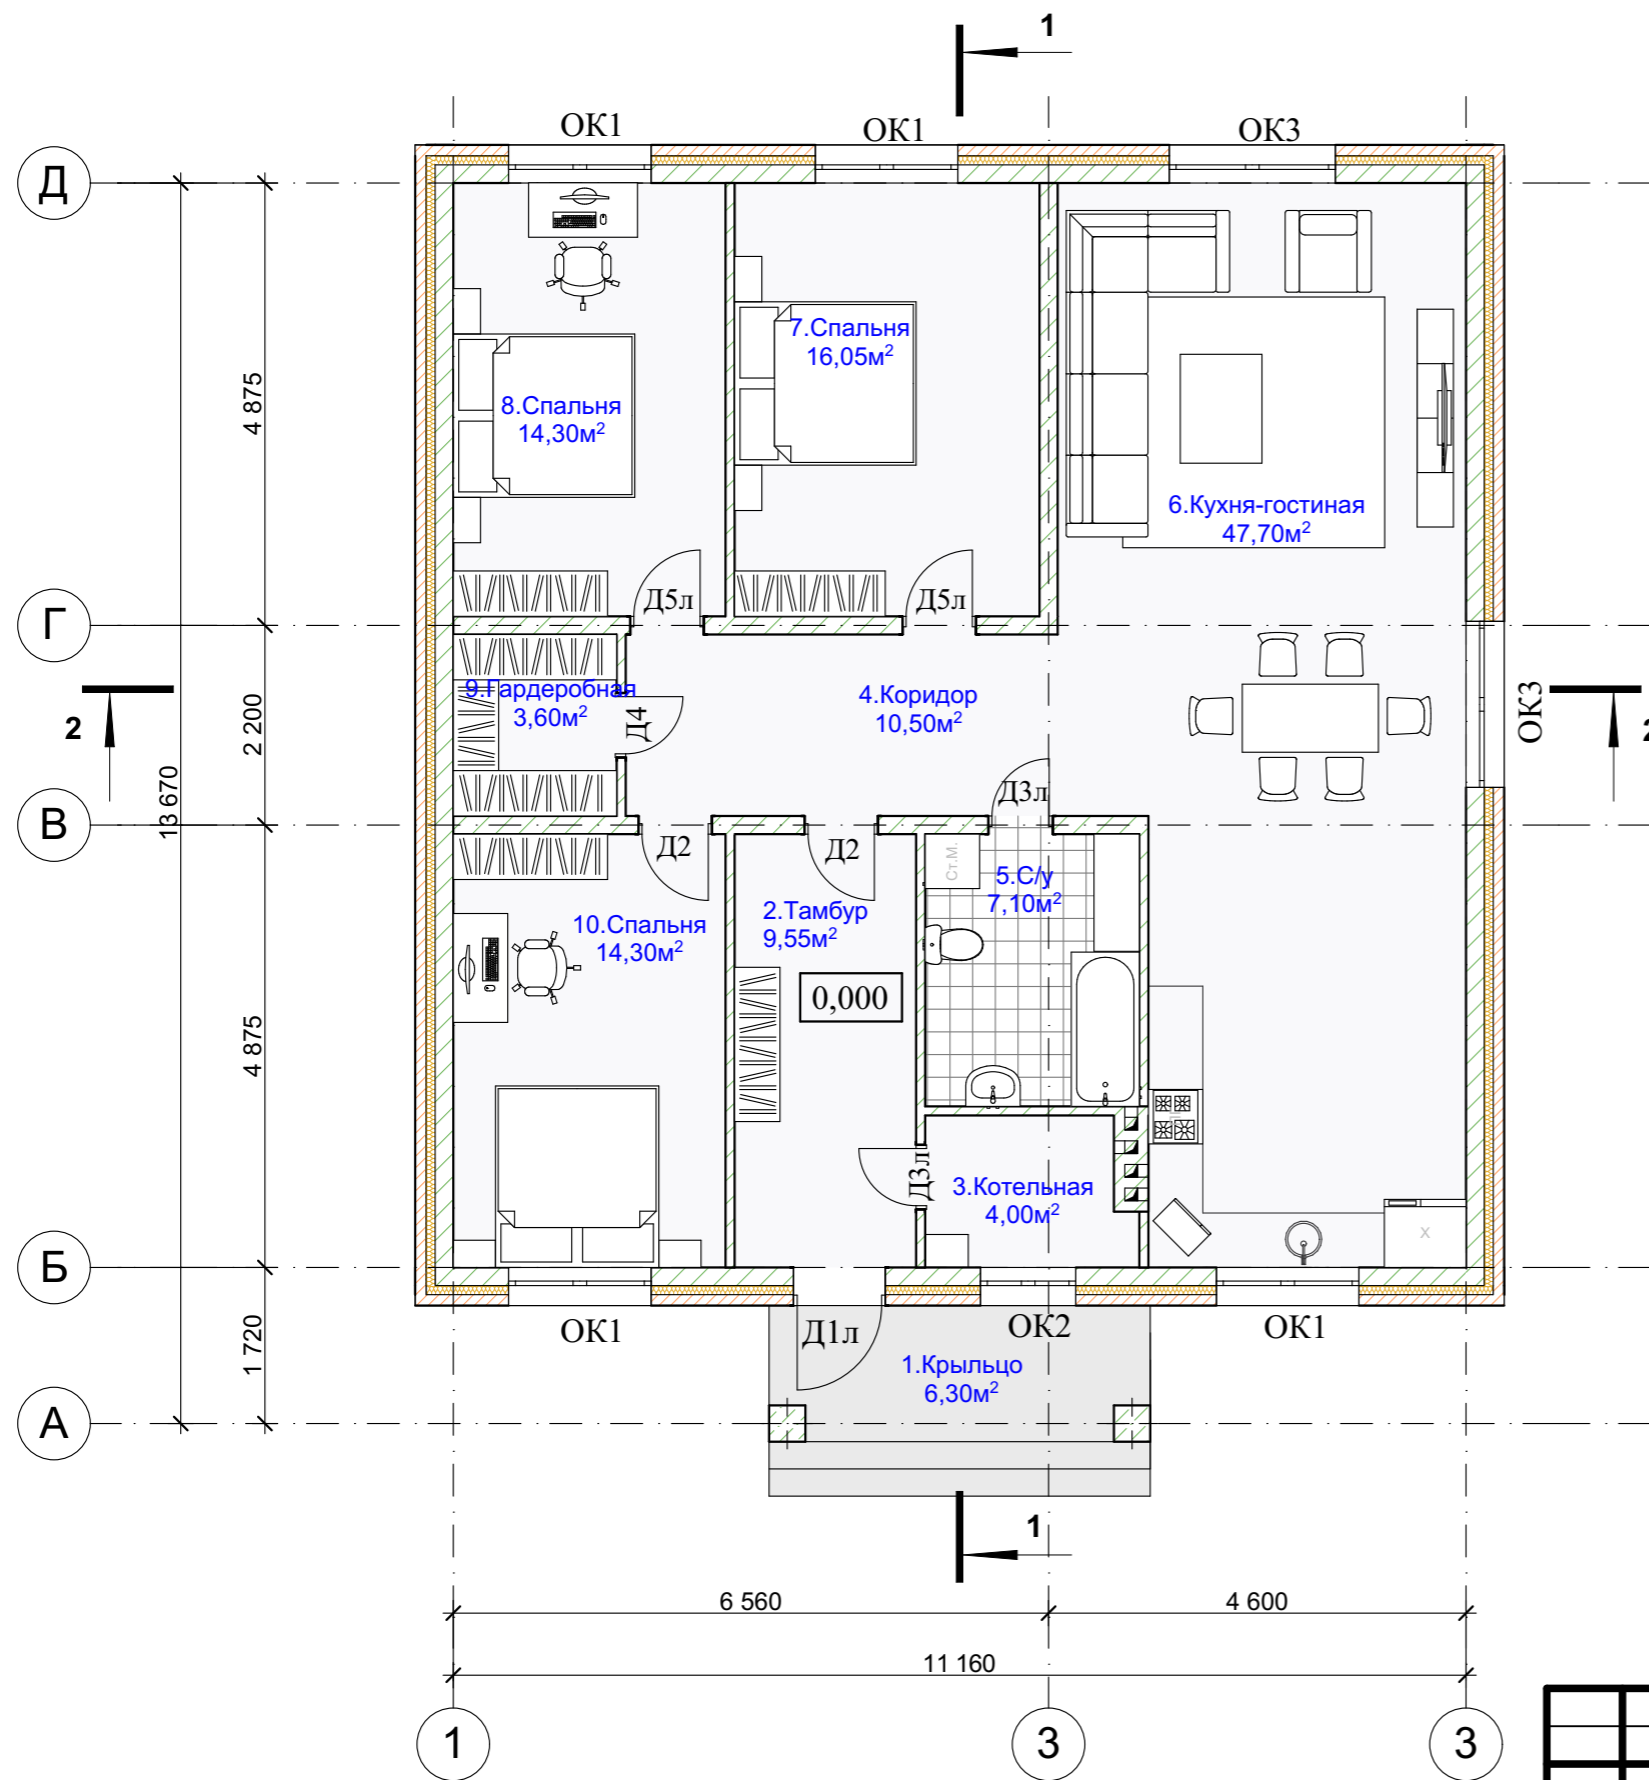 1
ОК1
ОК1
ОК3
Д
4 875
7.Спальня
16,05м²
8.Спальня
14,30м²
6.Кухня-гостиная
47,70м²
Д5л
Д5л
Г
2 200
13 670
2
9.Гардеробная
3,60м²
Д4
4.Коридор
10,50м²
ОК3
2
Д3л
В
Д2
Д2
Ст.М.
5.С/у
7,10м²
10.Спальня
14,30м²
2.Тамбур
9,55м²
0,000
4 875
Д3л
3.Котельная
4,00м²
Х
Б
1 720
ОК1
Д1л
ОК2
ОК1
1.Крыльцо
6,30м²
А
1
6 560
4 600
11 160
1
3
3